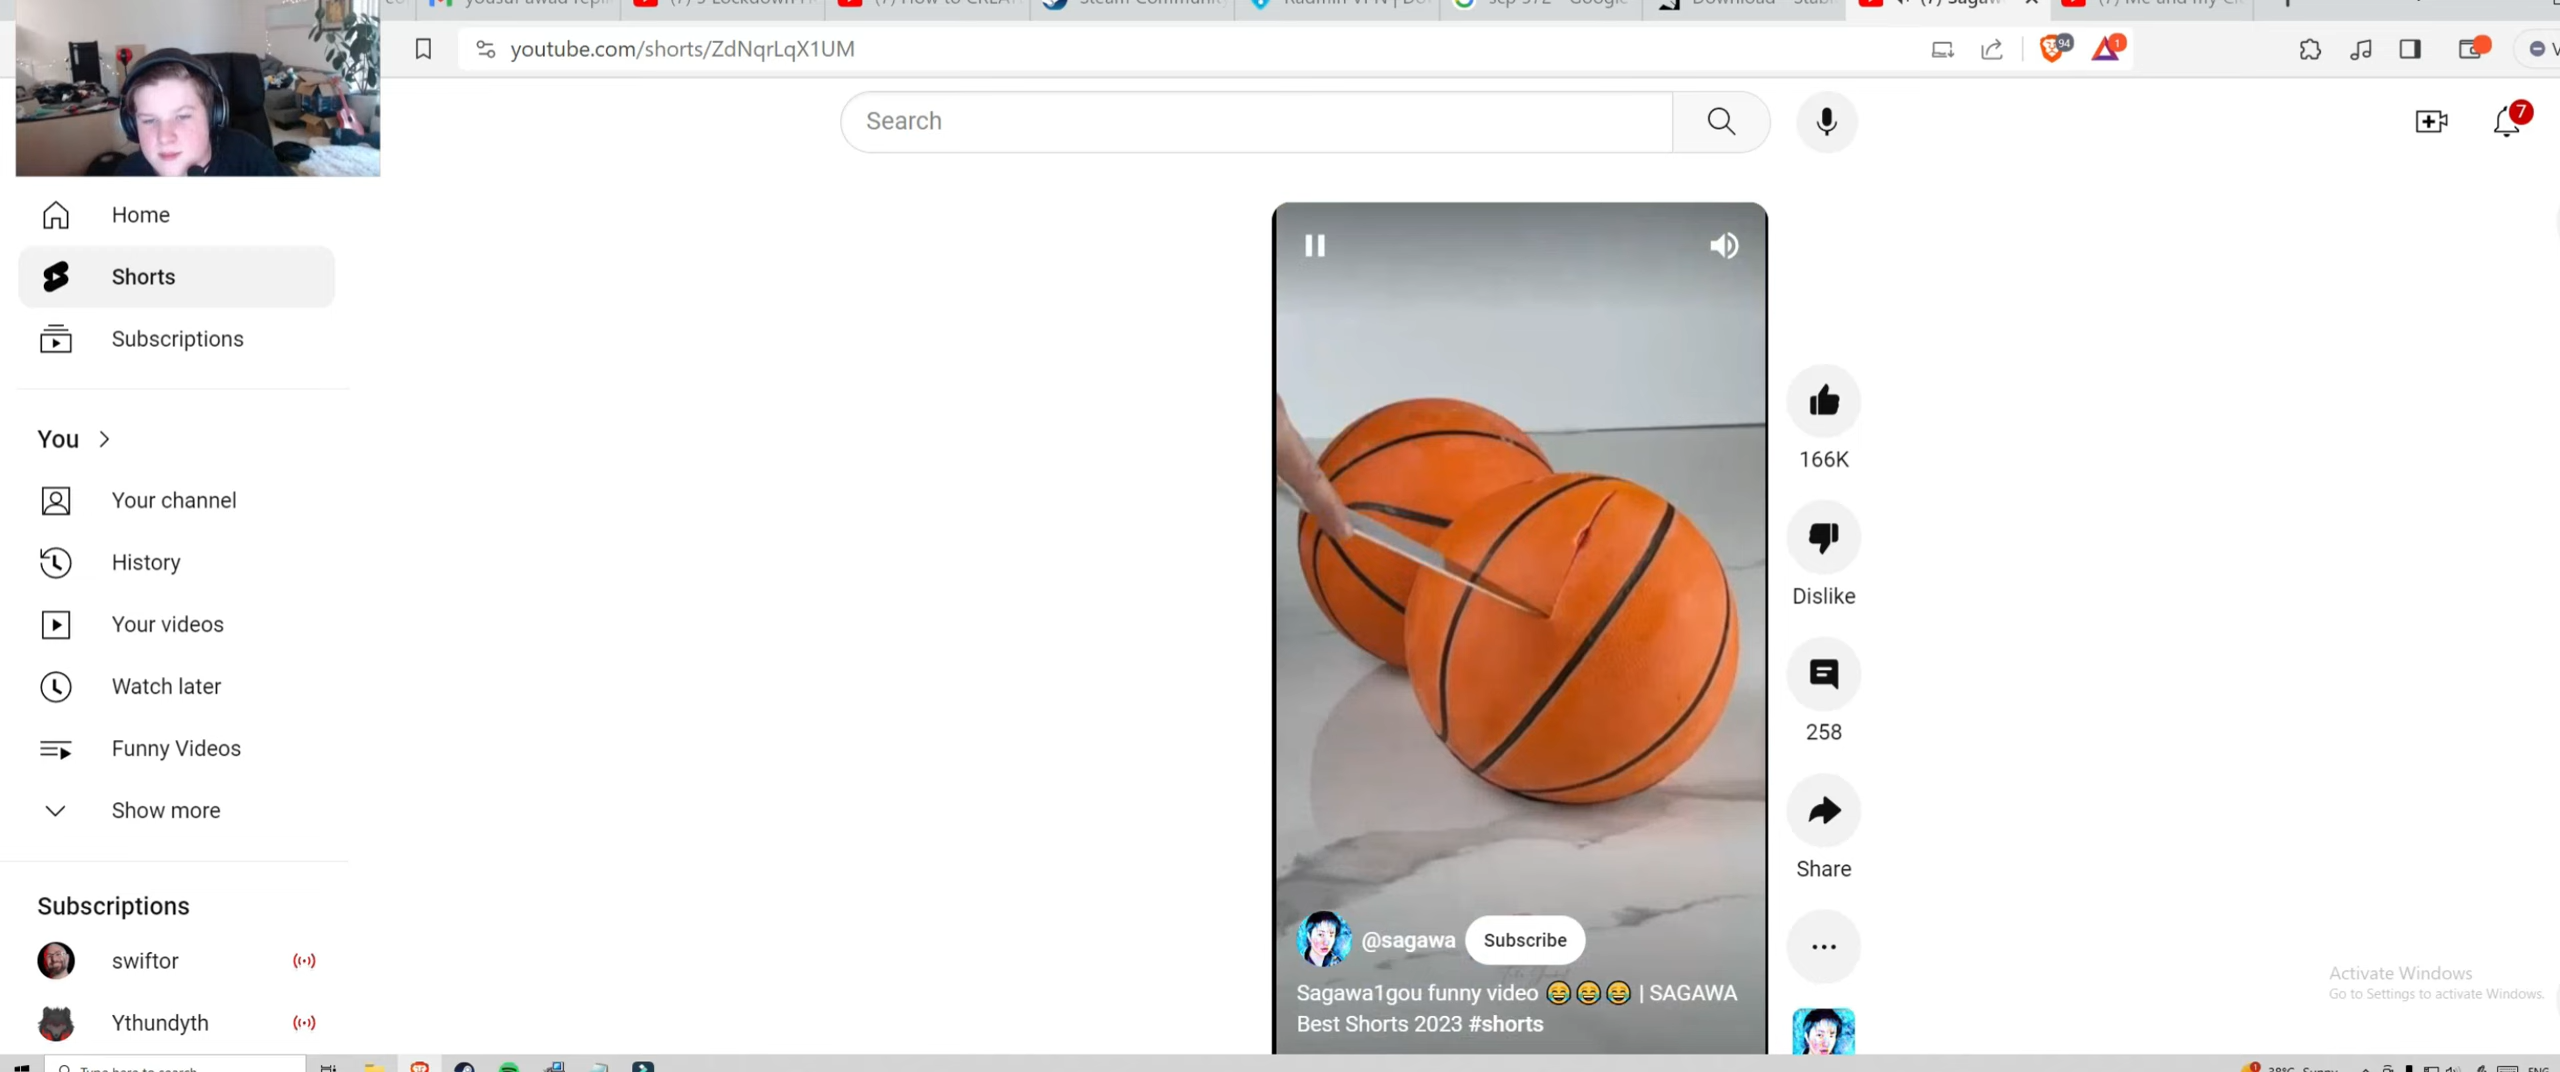 youtube.com/shorts/ZdNqrLqX1UM
94
1
Search
7
Home
Shorts
Subscriptions
You
Your channel
History
Your videos
Watch later
Funny Videos
Show more
Subscriptions
swiftor
Ythundyth
166K
Dislike
258
Share
@sagawa Subscribe
Sagawa1gou funny video 😂😂😂 | SAGAWA
Best Shorts 2023 #shorts
Activate Windows
Go to Settings to activate Windows.